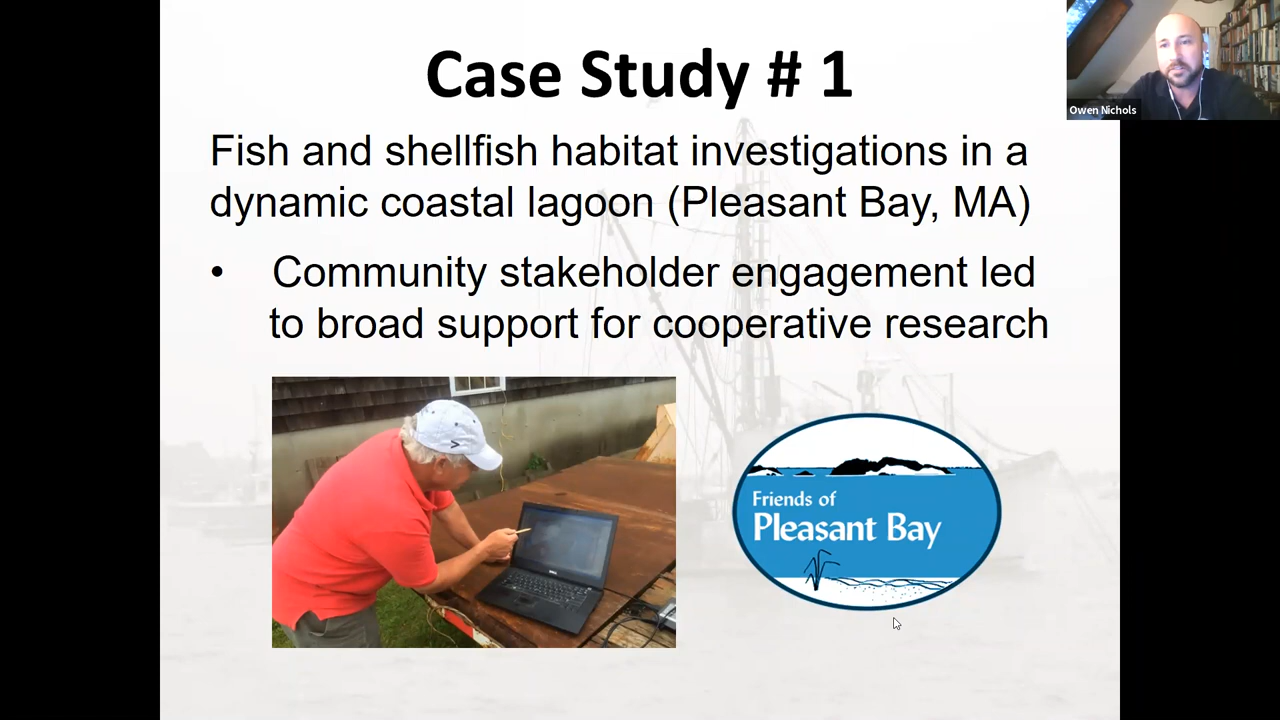 Case Study # 1
Owen Nichols
Fish and shellfish habitat investigations in a
dynamic coastal lagoon (Pleasant Bay, MA)
• Community stakeholder engagement led
to broad support for cooperative research
Friends of
Pleasant Bay
DELL